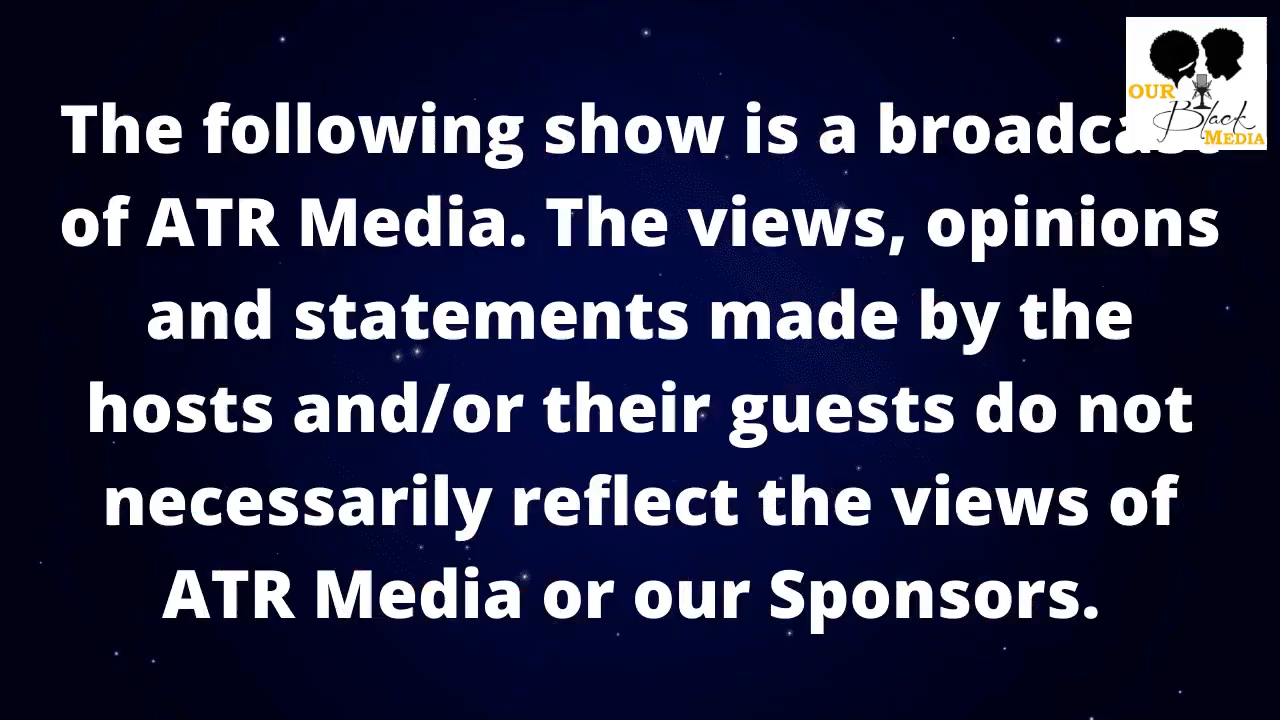 The following show is a broadcast
of ATR Media. The views, opinions
and statements made by the
hosts and/or their guests do not
necessarily reflect the views of
ATR Media or our Sponsors.
OUR
Black
MEDIA